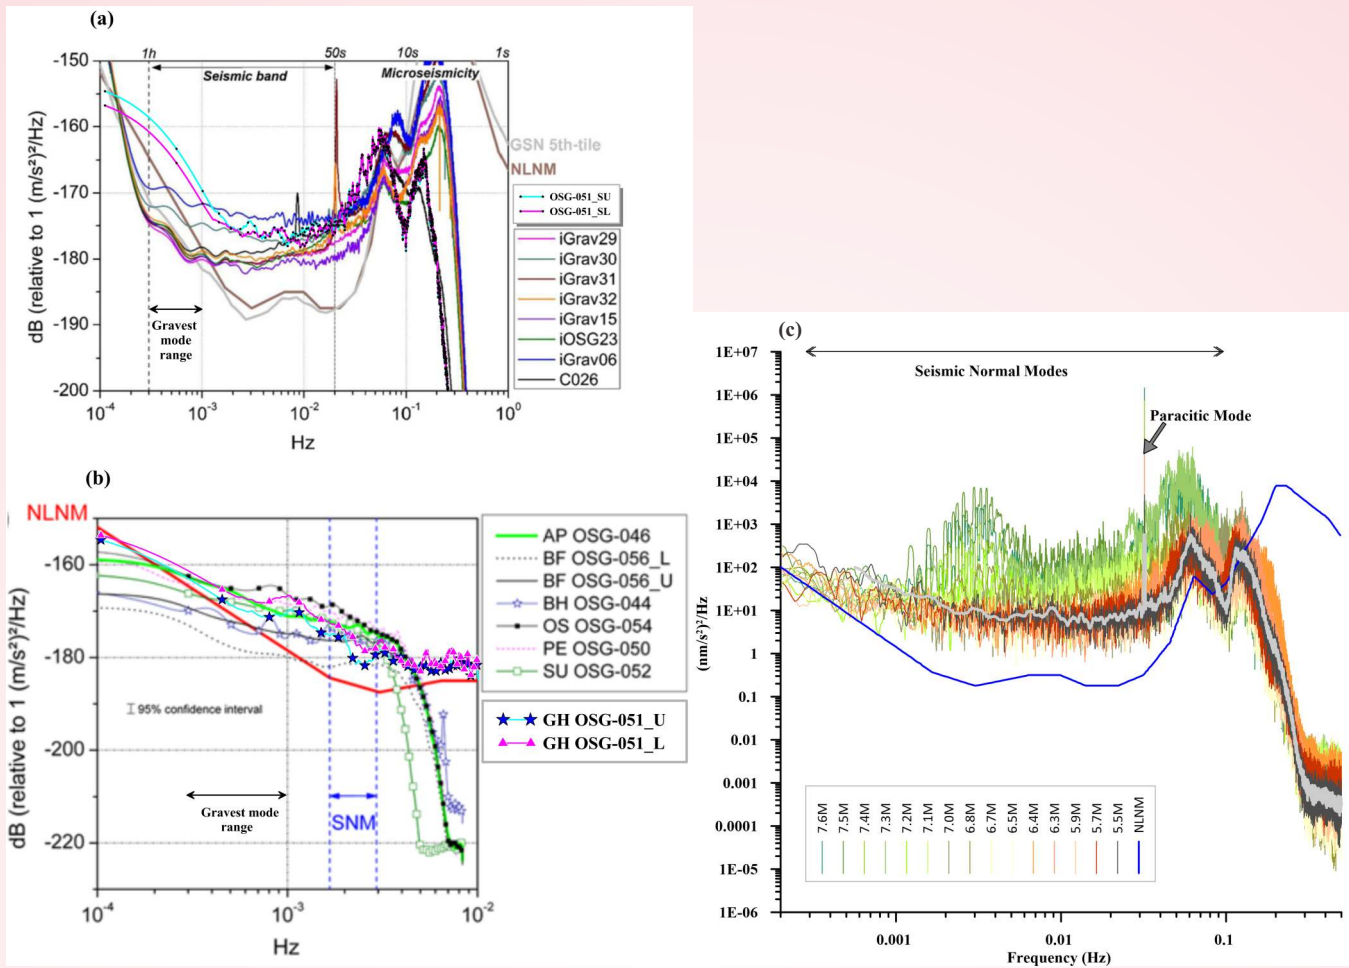 (a)
1h
50s
10s
1s
Seismic band
Microseismicity
-150
-160
-170
-180
-190
-200
dB (relative to 1 (m/s²)²/Hz)
Gravest
mode
range
GSN 5th-tile
NLNM
OSG-051_SU
OSG-051_SL
iGrav29
iGrav30
iGrav31
iGrav32
iGrav15
iOSG23
iGrav06
C026
10⁻⁴
10⁻³
10⁻²
10⁻¹
10⁰
Hz
(b)
NLNM
-160
-180
-200
-220
dB (relative to 1 (m/s²)²/Hz)
95% confidence interval
Gravest mode
range
SNM
AP OSG-046
BF OSG-056_L
BF OSG-056_U
BH OSG-044
OS OSG-054
PE OSG-050
SU OSG-052
GH OSG-051_U
GH OSG-051_L
10⁻⁴
10⁻³
10⁻²
Hz
(c)
Seismic Normal Modes
Paracitic Mode
1E+07
1E+06
1E+05
1E+04
1E+03
1E+02
1E+01
1
0.1
0.01
0.001
0.0001
1E-05
1E-06
(nm/s²)²/Hz
7.6M
7.5M
7.4M
7.3M
7.2M
7.1M
7.0M
6.8M
6.7M
6.5M
6.4M
6.3M
5.9M
5.7M
5.5M
NLNM
0.001
0.01
0.1
Frequency (Hz)